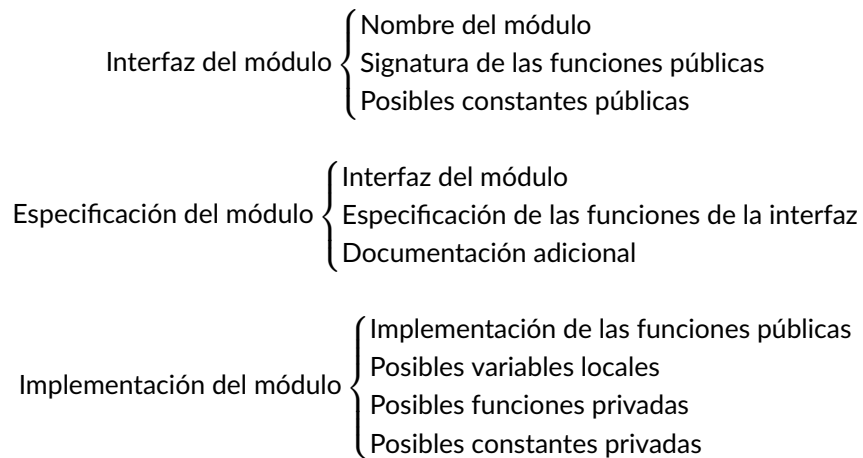 Interfaz del módulo
Nombre del módulo
Signatura de las funciones públicas
Posibles constantes públicas
Especificación del módulo
Interfaz del módulo
Especificación de las funciones de la interfaz
Documentación adicional
Implementación del módulo
Implementación de las funciones públicas
Posibles variables locales
Posibles funciones privadas
Posibles constantes privadas